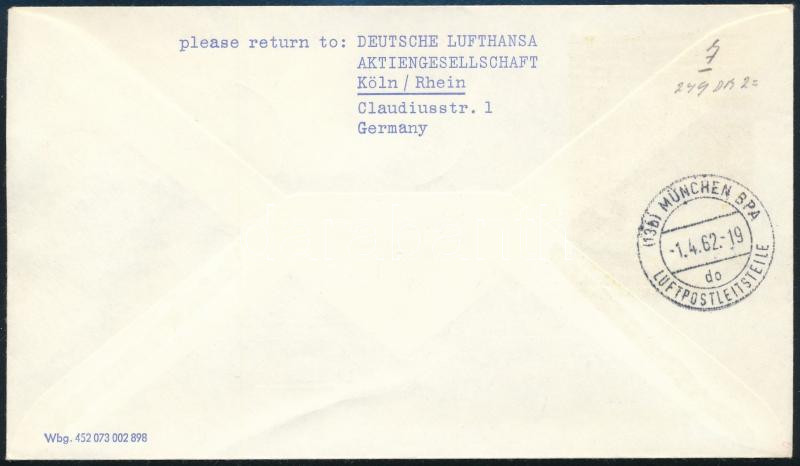 please return to: DEUTSCHE LUFTHANSA
AKTIENGESELLSCHAFT
Köln/Rhein
Claudiusstr. 1
Germany
(13b) MÜNCHEN BPA
-1.4.62.-19
do
LUFTPOSTLEITSTELLE
Wbg. 452 073 002 898